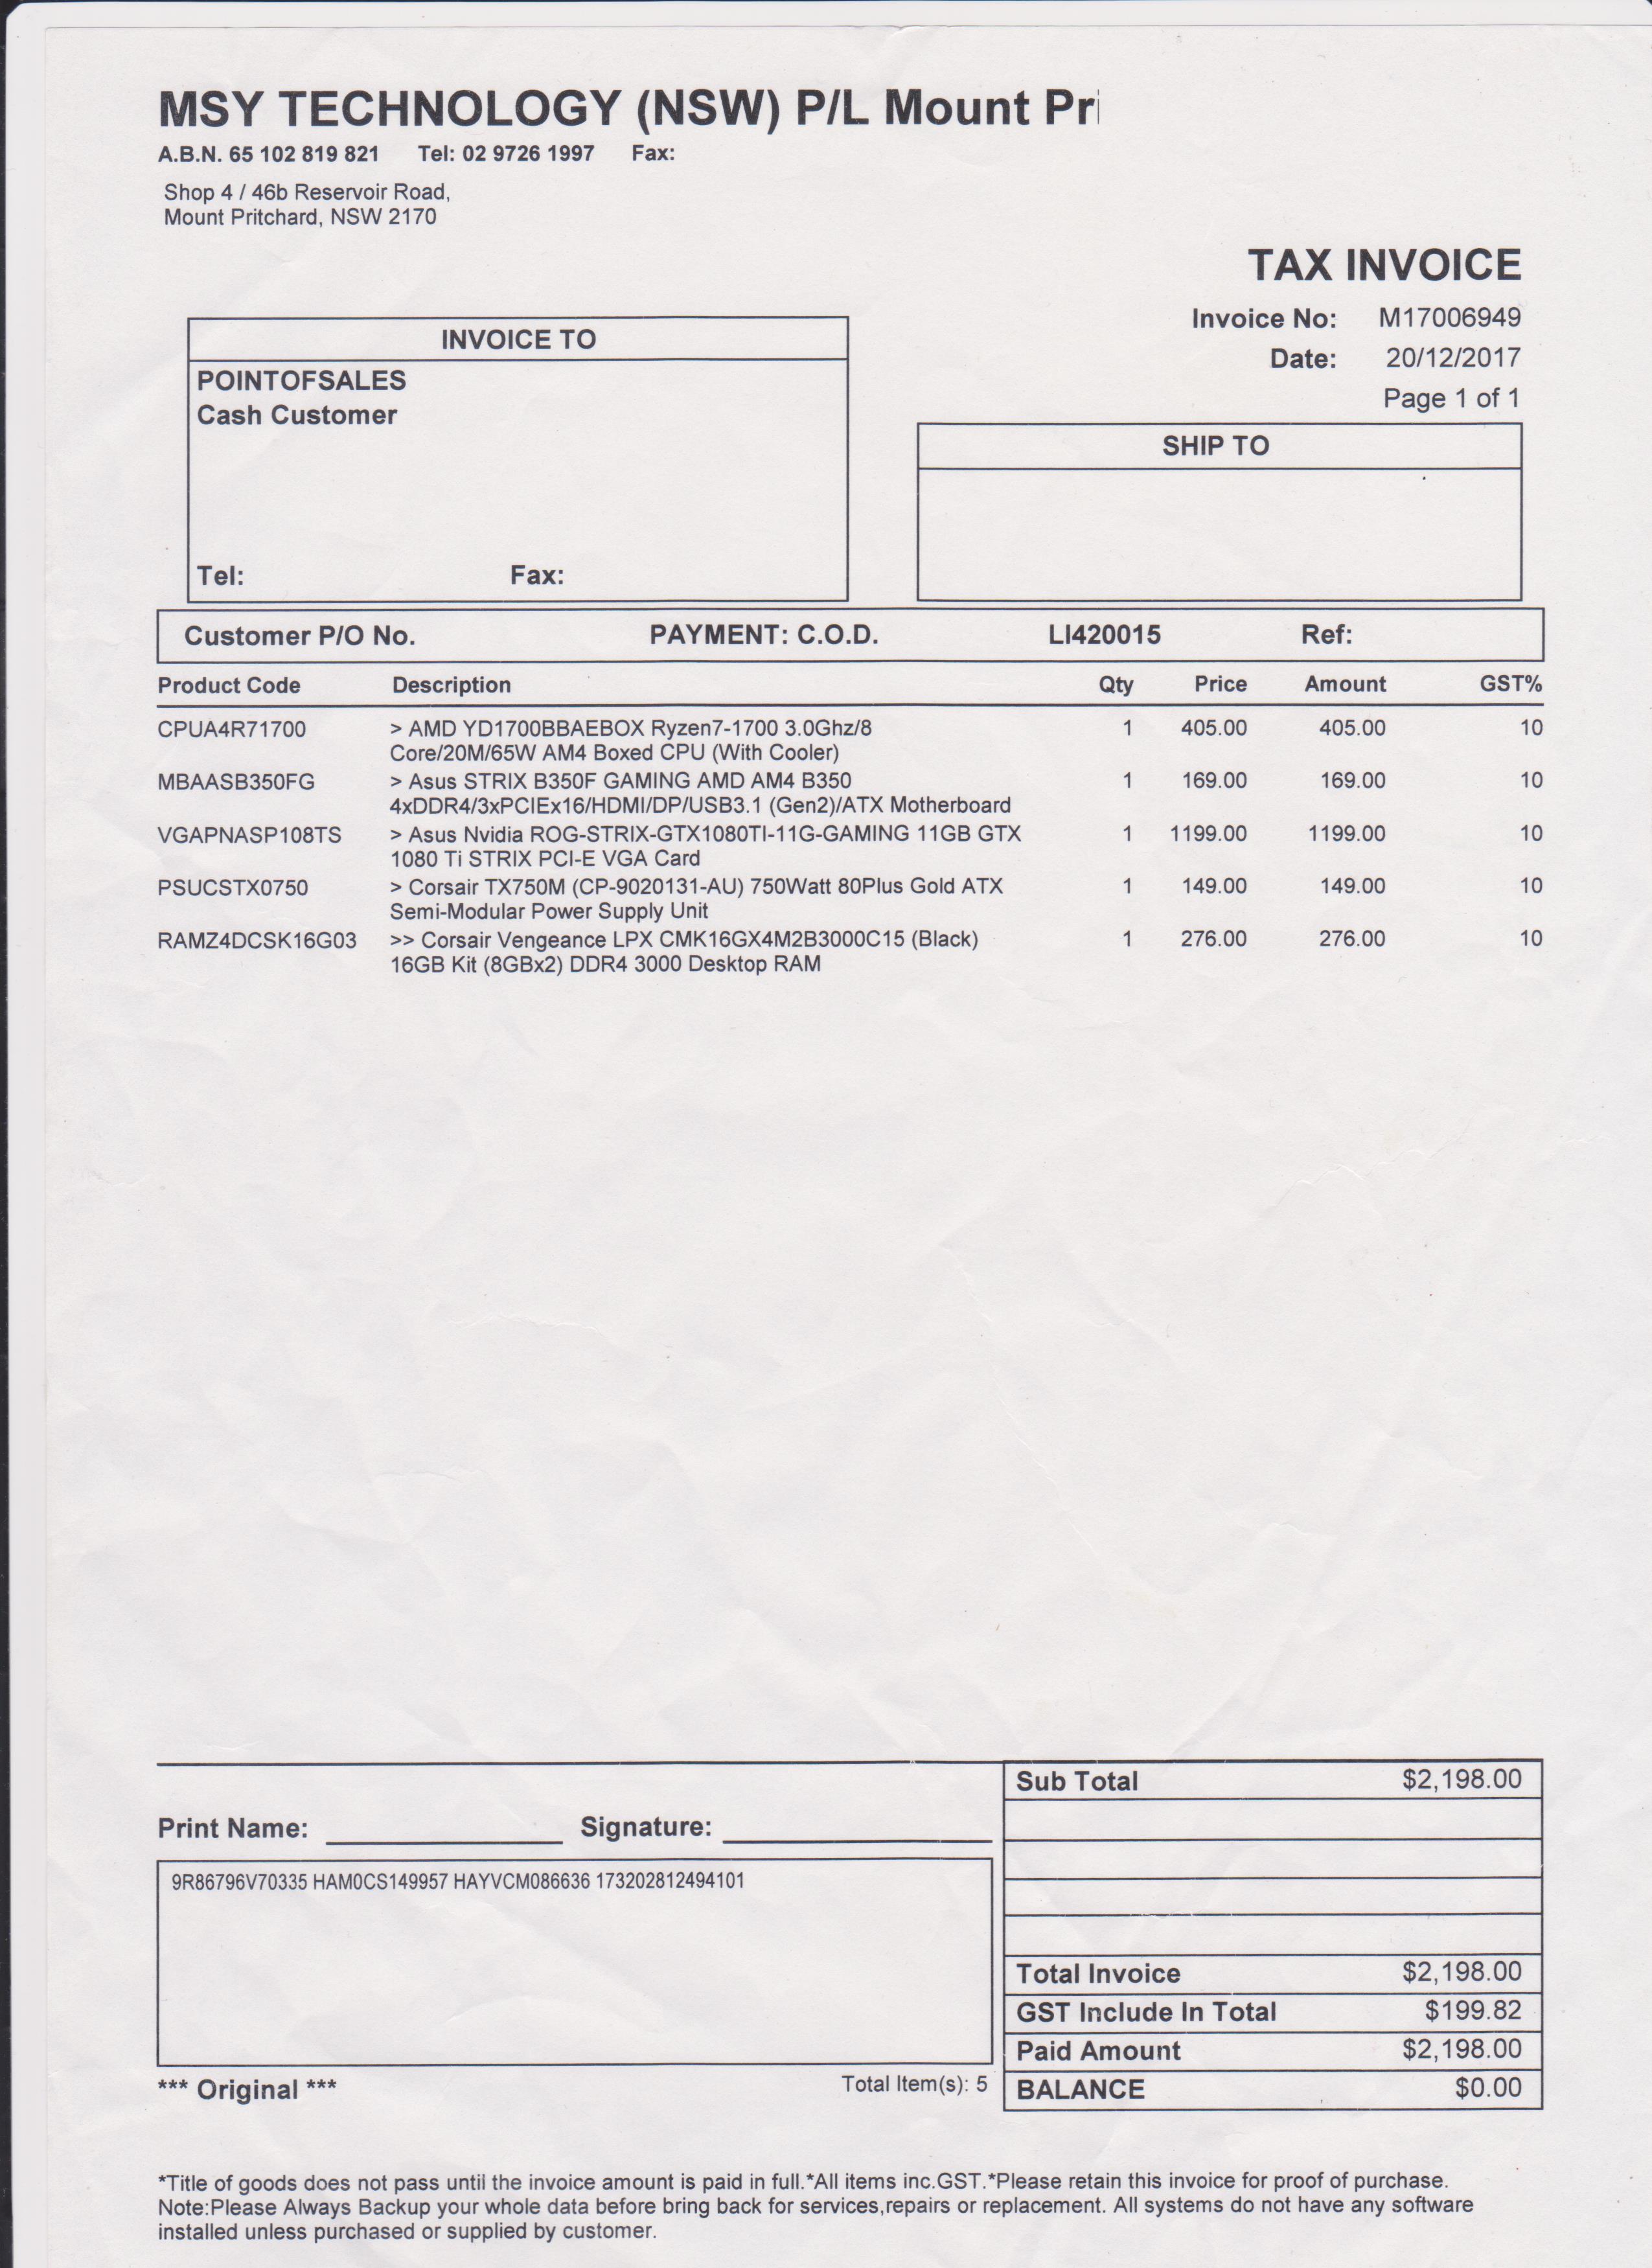 MSY TECHNOLOGY (NSW) P/L Mount Pri
A.B.N. 65 102 819 821 Tel: 02 9726 1997 Fax:
Shop 4 / 46b Reservoir Road,
Mount Pritchard, NSW 2170
TAX INVOICE
Invoice No: M17006949
Date: 20/12/2017
Page 1 of 1
INVOICE TO
POINTOFSALES
Cash Customer
Tel: Fax:
SHIP TO
Customer P/O No. PAYMENT: C.O.D. LI420015 Ref:
Product Code Description Qty Price Amount GST%
CPUA4R71700 > AMD YD1700BBAEBOX Ryzen7-1700 3.0Ghz/8 1 405.00 405.00 10
Core/20M/65W AM4 Boxed CPU (With Cooler)
MBAASB350FG > Asus STRIX B350F GAMING AMD AM4 B350 1 169.00 169.00 10
4xDDR4/3xPCIEx16/HDMI/DP/USB3.1 (Gen2)/ATX Motherboard
VGAPNASP108TS > Asus Nvidia ROG-STRIX-GTX1080TI-11G-GAMING 11GB GTX 1 1199.00 1199.00 10
1080 Ti STRIX PCI-E VGA Card
PSUCSTX0750 > Corsair TX750M (CP-9020131-AU) 750Watt 80Plus Gold ATX 1 149.00 149.00 10
Semi-Modular Power Supply Unit
RAMZ4DCSK16G03 >> Corsair Vengeance LPX CMK16GX4M2B3000C15 (Black) 1 276.00 276.00 10
16GB Kit (8GBx2) DDR4 3000 Desktop RAM
Sub Total $2,198.00
Print Name: Signature:
9R86796V70335 HAM0CS149957 HAYVCM086636 173202812494101
Total Invoice $2,198.00
GST Include In Total $199.82
Paid Amount $2,198.00
*** Original *** Total Item(s): 5 BALANCE $0.00
*Title of goods does not pass until the invoice amount is paid in full.*All items inc.GST.*Please retain this invoice for proof of purchase.
Note:Please Always Backup your whole data before bring back for services,repairs or replacement. All systems do not have any software
installed unless purchased or supplied by customer.